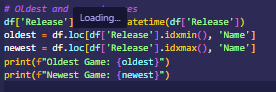 # OLdest and
df['Release'] Loading... atetime(df['Release'])
oldest = df.loc[df['Release'].idxmin(), 'Name']
newest = df.loc[df['Release'].idxmax(), 'Name']
print(f"Oldest Game: {oldest}")
print(f"Newest Game: {newest}")